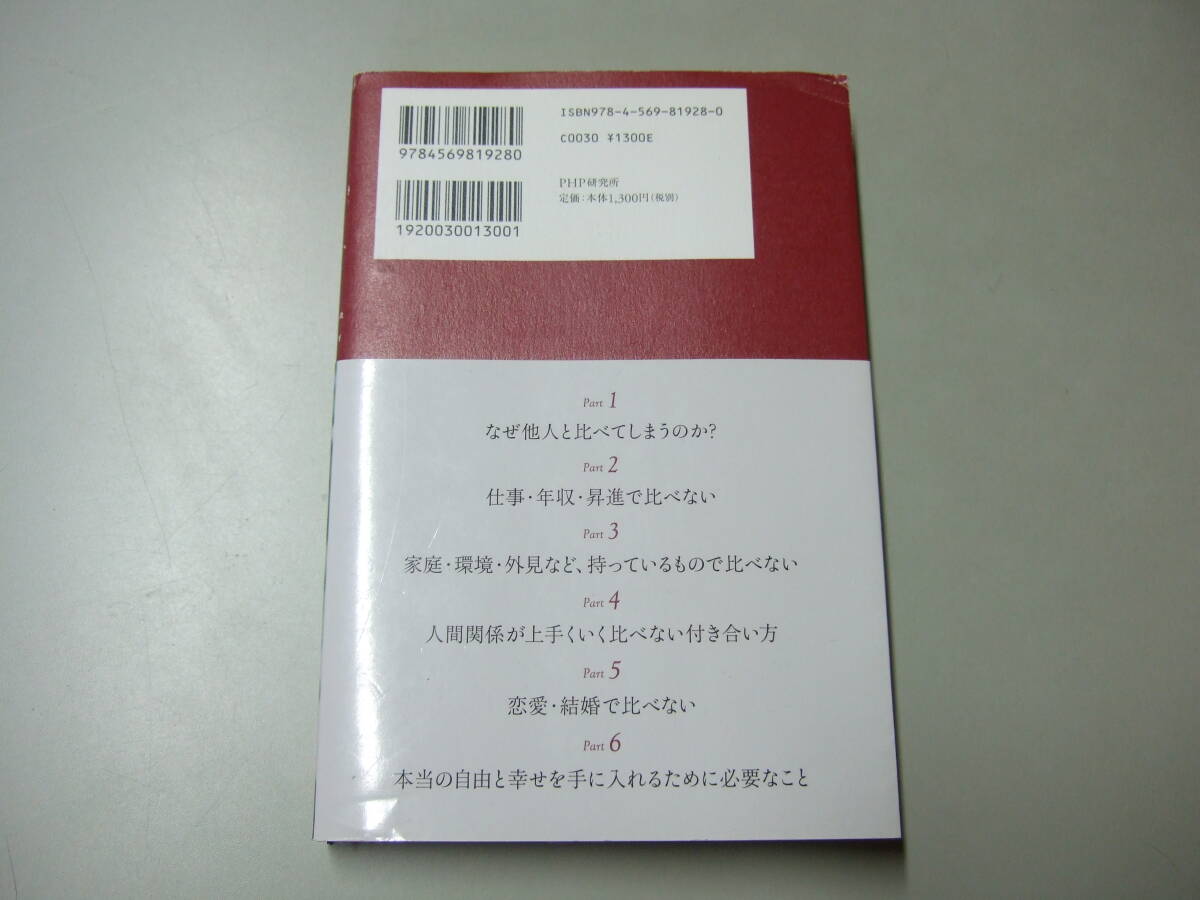 ISBN978-4-569-81928-0
C0030 ¥1300E
9784569819280
PHP研究所
定価:本体1,300円(税別)
1920030013001
Part 1
なぜ他人と比べてしまうのか?
Part 2
仕事・年収・昇進で比べない
Part 3
家庭・環境・外見など、持っているもので比べない
Part 4
人間関係が上手くいく比べない付き合い方
Part 5
恋愛・結婚で比べない
Part 6
本当の自由と幸せを手に入れるために必要なこと